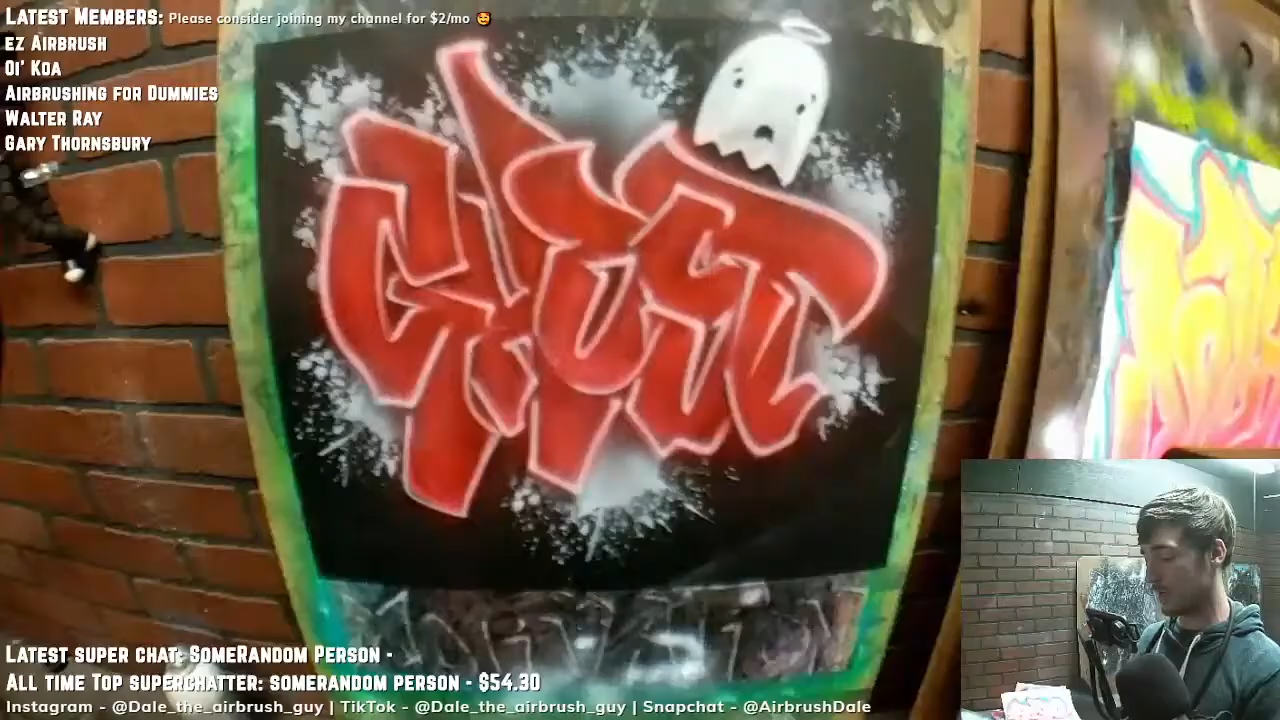 Latest Members: Please consider joining my channel for $2/mo 🥰
EZ Airbrush
Oi' Koa
Airbrushing for Dummies
Walter Ray
Gary Thornsbury
GHOST
Latest super chat: SomeRandom Person -
All time Top superchatter: somerandom person - $54.30
Instagram - @Dale_the_airbrush_guy | TikTok - @Dale_the_airbrush_guy | Snapchat - @AirbrushDale